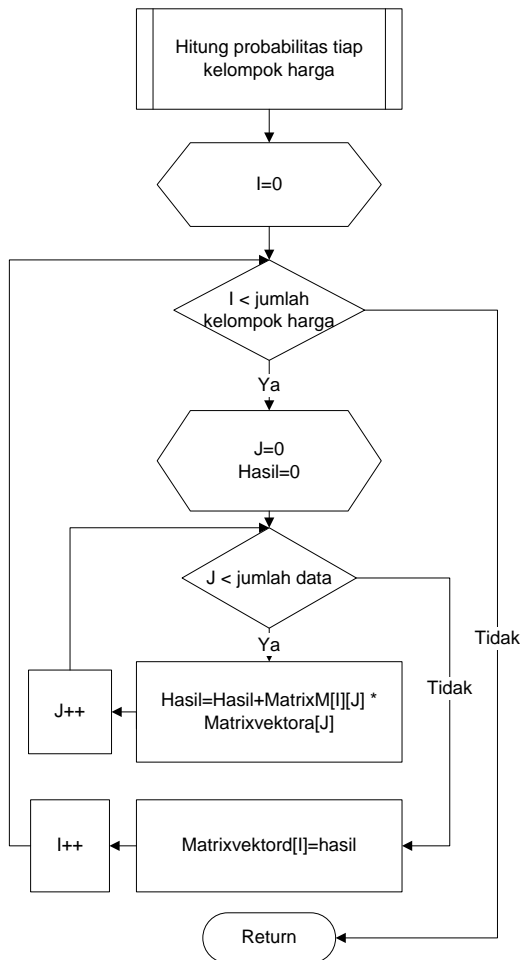 Hitung probabilitas tiap
kelompok harga
I=0
I < jumlah
kelompok harga
Ya
J=0
Hasil=0
J < jumlah data
Ya
Tidak
Tidak
Hasil=Hasil+MatrixM[I][J] *
Matrixvektora[J]
J++
I++
Matrixvektord[I]=hasil
Return